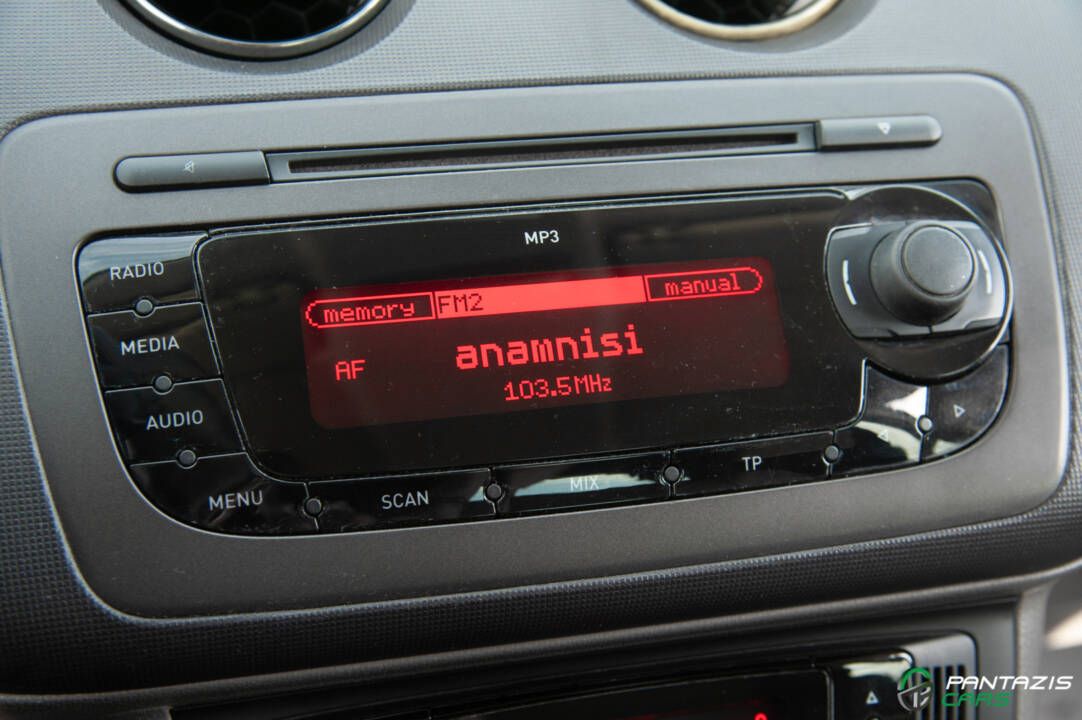 MP3
RADIO
memory FM2 manual
MEDIA
AF anamnisi
AUDIO
103.5MHz
MENU SCAN MIX TP
PANTAZIS
CARS